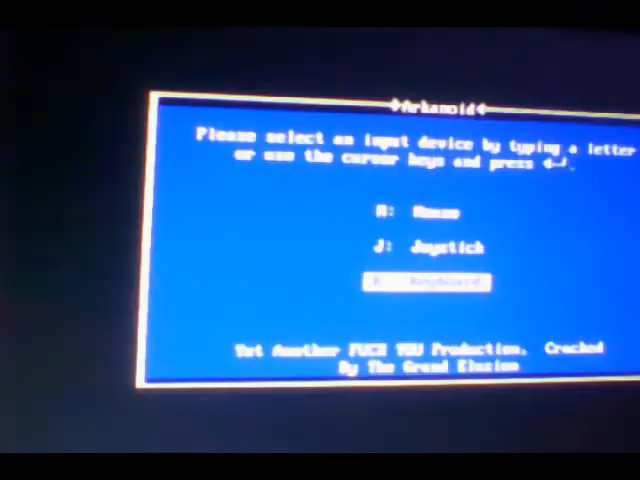 Arkanoid
Please select an input device by typing a letter
or use the cursor keys and press
M: Mouse
J: Joystick
K Keyboard
Yet Another FUCK YOU Production. Cracked
By The Grand Elusion